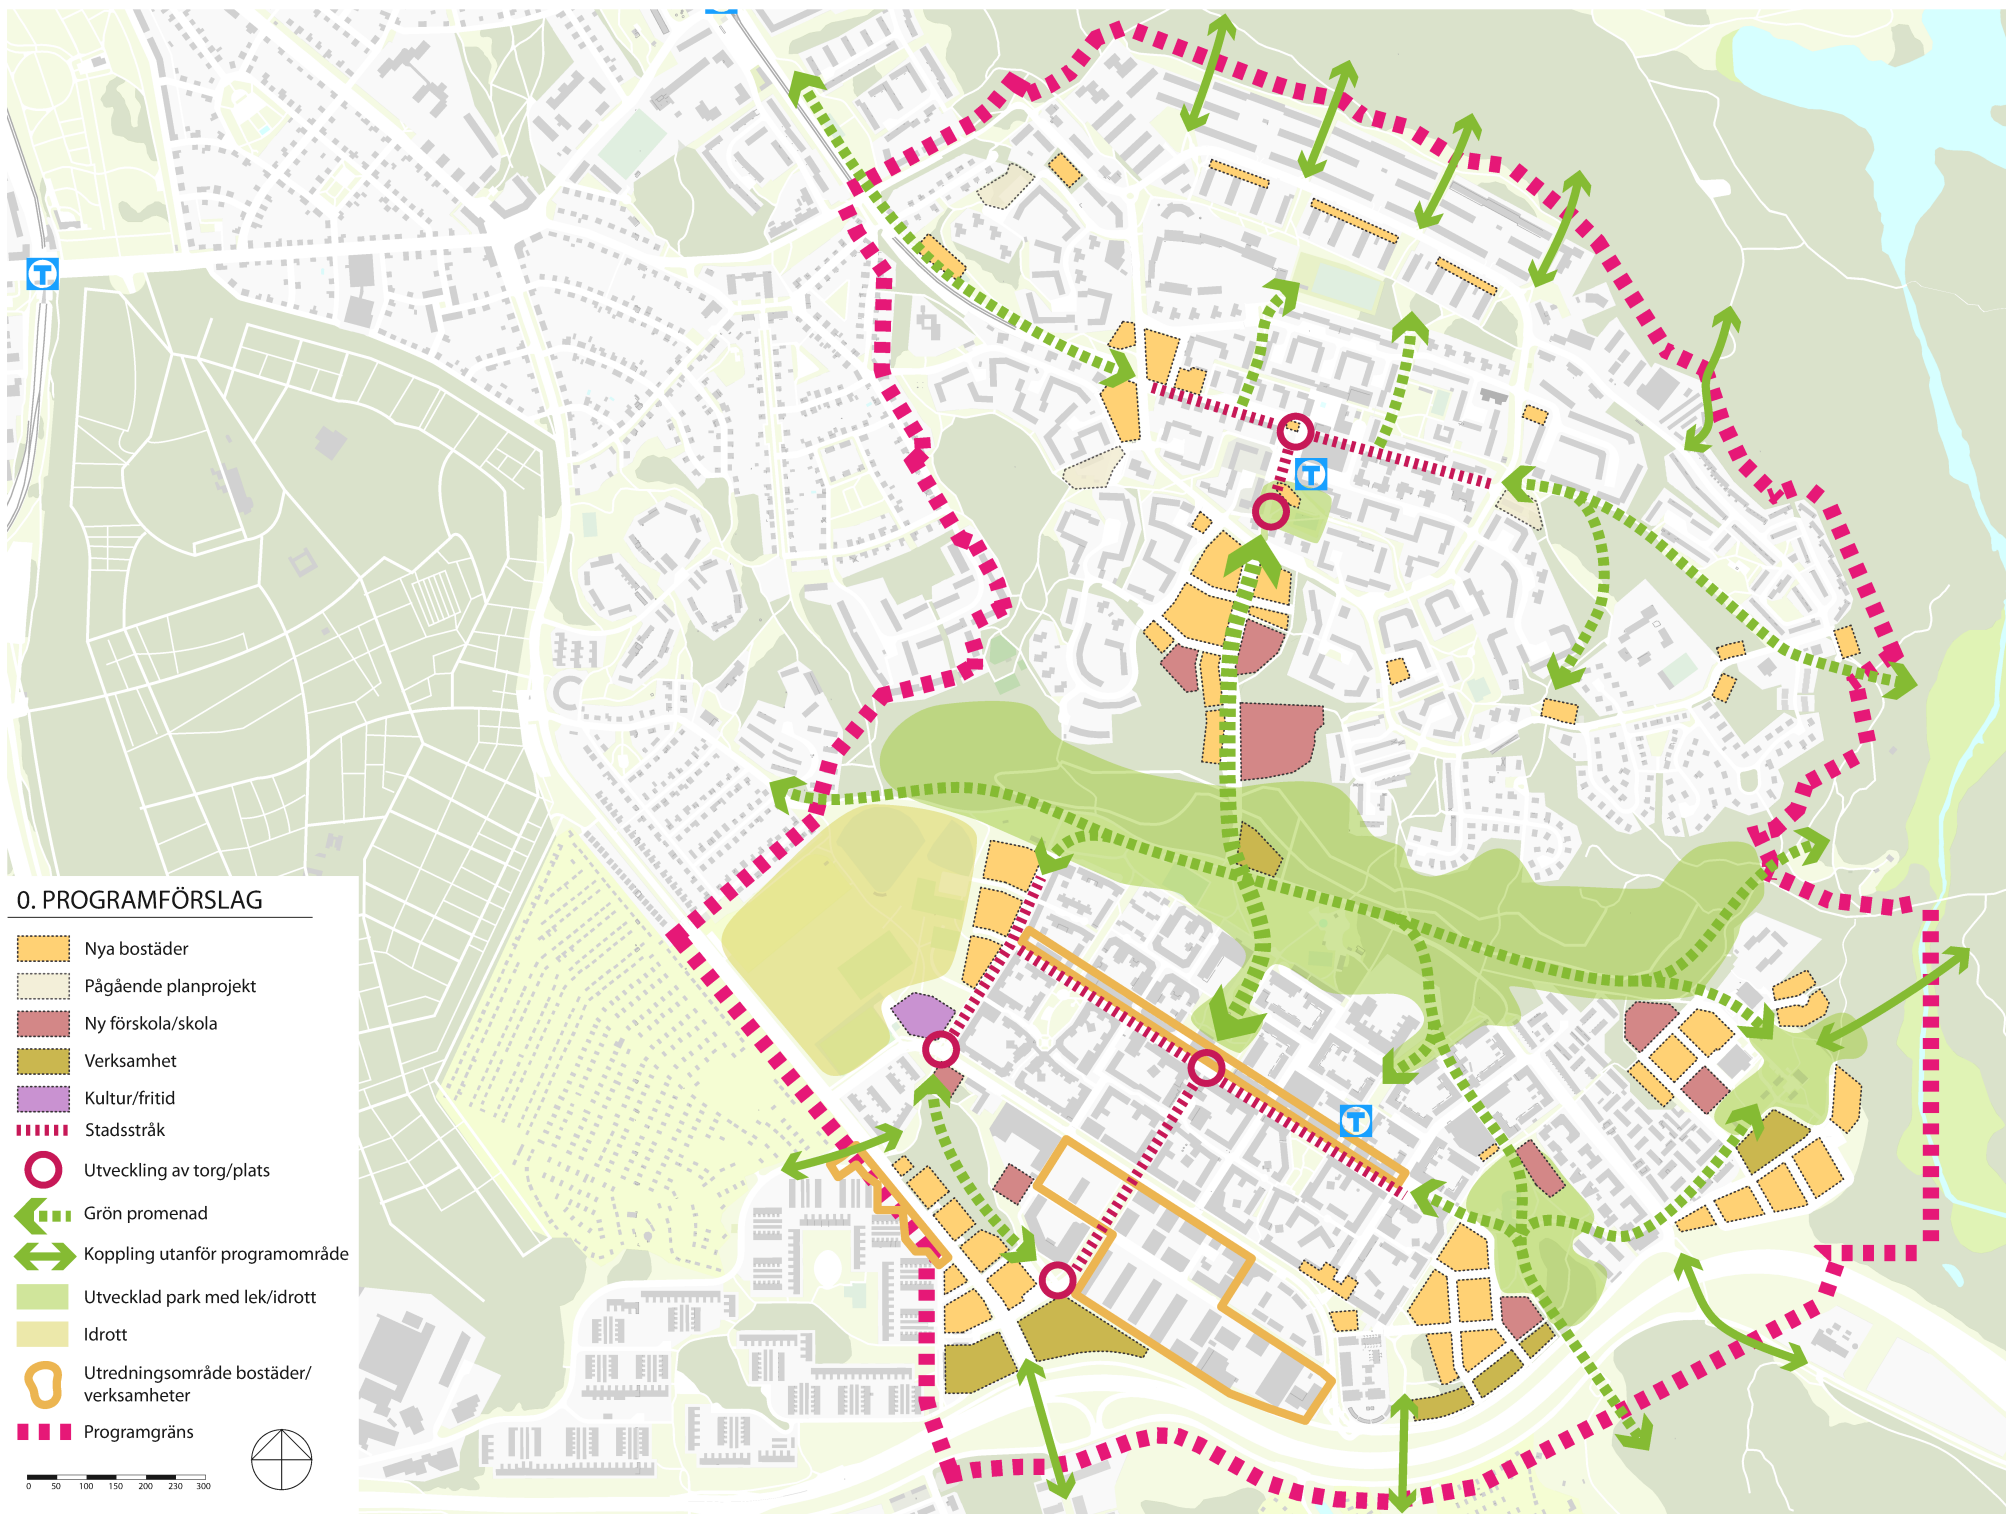 T
T
T
T
0. PROGRAMFÖRSLAG
Nya bostäder
Pågående planprojekt
Ny förskola/skola
Verksamhet
Kultur/fritid
Stadsstråk
Utveckling av torg/plats
Grön promenad
Koppling utanför programområde
Utvecklad park med lek/idrott
Idrott
Utredningsområde bostäder/
verksamheter
Programgräns
0 50 100 150 200 230 300